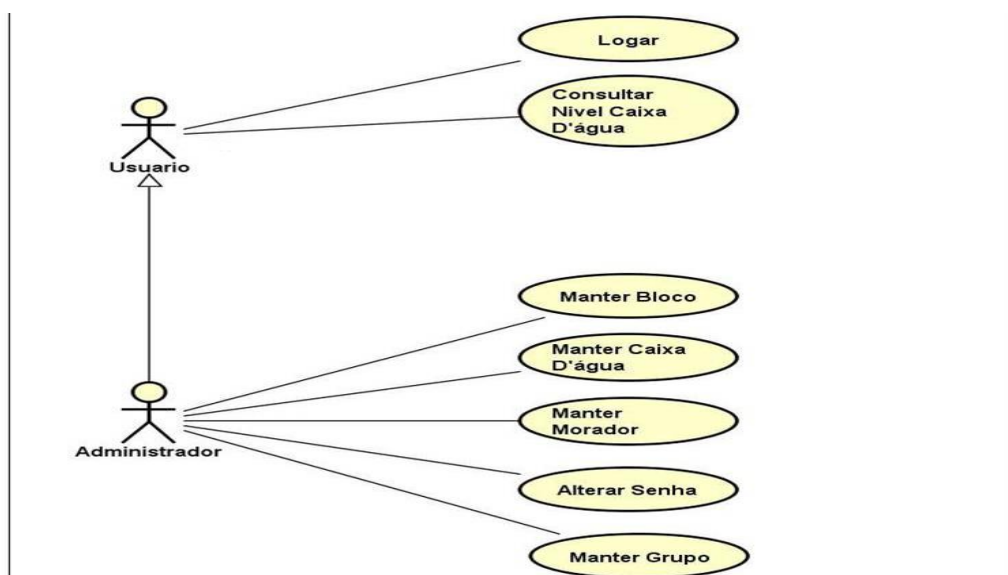 Logar
Consultar
Nivel Caixa
D'água
Usuario
Manter Bloco
Manter Caixa
D'água
Manter
Morador
Administrador
Alterar Senha
Manter Grupo